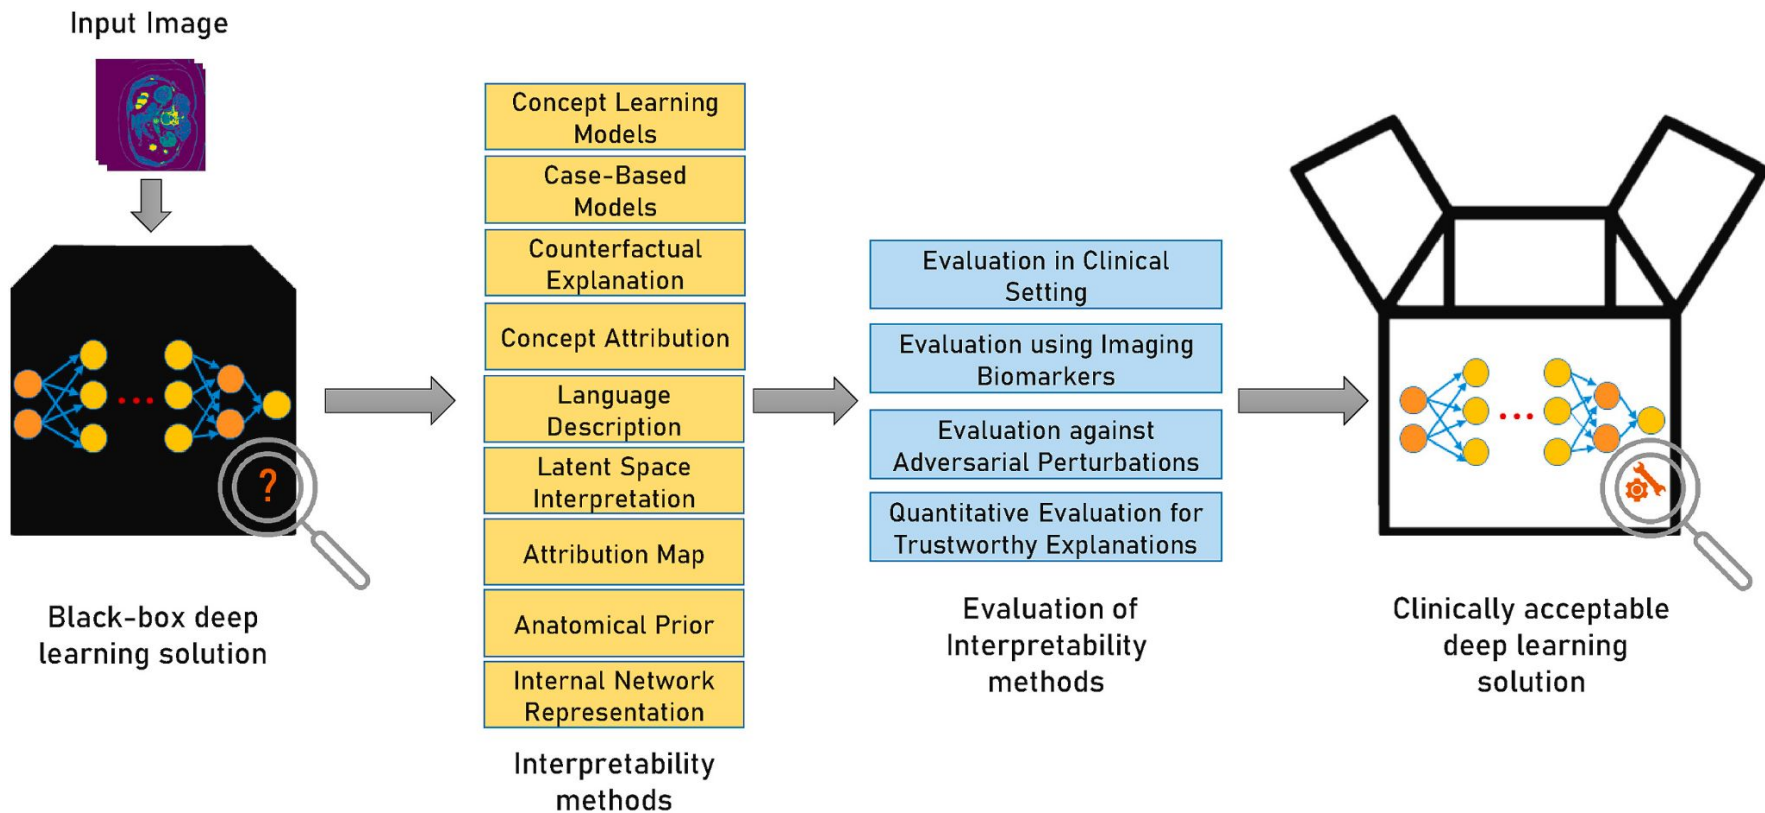 Input Image
?
Black-box deep
learning solution
Concept Learning
Models
Case-Based
Models
Counterfactual
Explanation
Concept Attribution
Language
Description
Latent Space
Interpretation
Attribution Map
Anatomical Prior
Internal Network
Representation
Interpretability
methods
Evaluation in Clinical
Setting
Evaluation using Imaging
Biomarkers
Evaluation against
Adversarial Perturbations
Quantitative Evaluation for
Trustworthy Explanations
Evaluation of
Interpretability
methods
Clinically acceptable
deep learning
solution